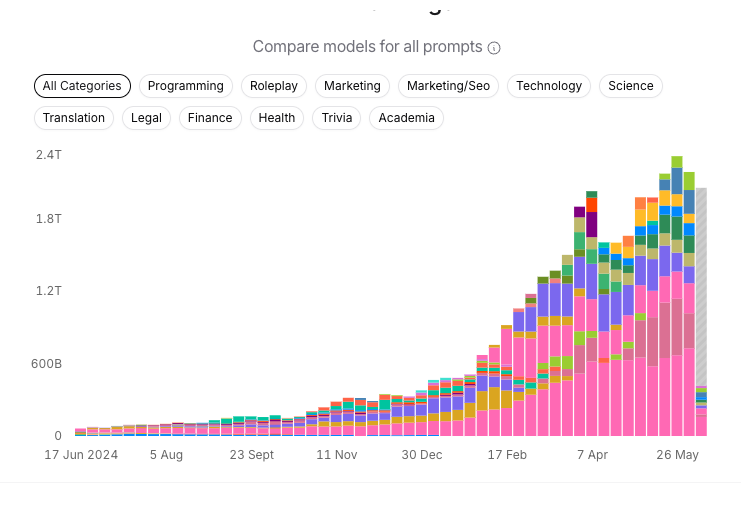 Compare models for all prompts
All Categories Programming Roleplay Marketing Marketing/Seo Technology Science
Translation Legal Finance Health Trivia Academia
2.4T
1.8T
1.2T
600B
0
17 Jun 2024 5 Aug 23 Sept 11 Nov 30 Dec 17 Feb 7 Apr 26 May